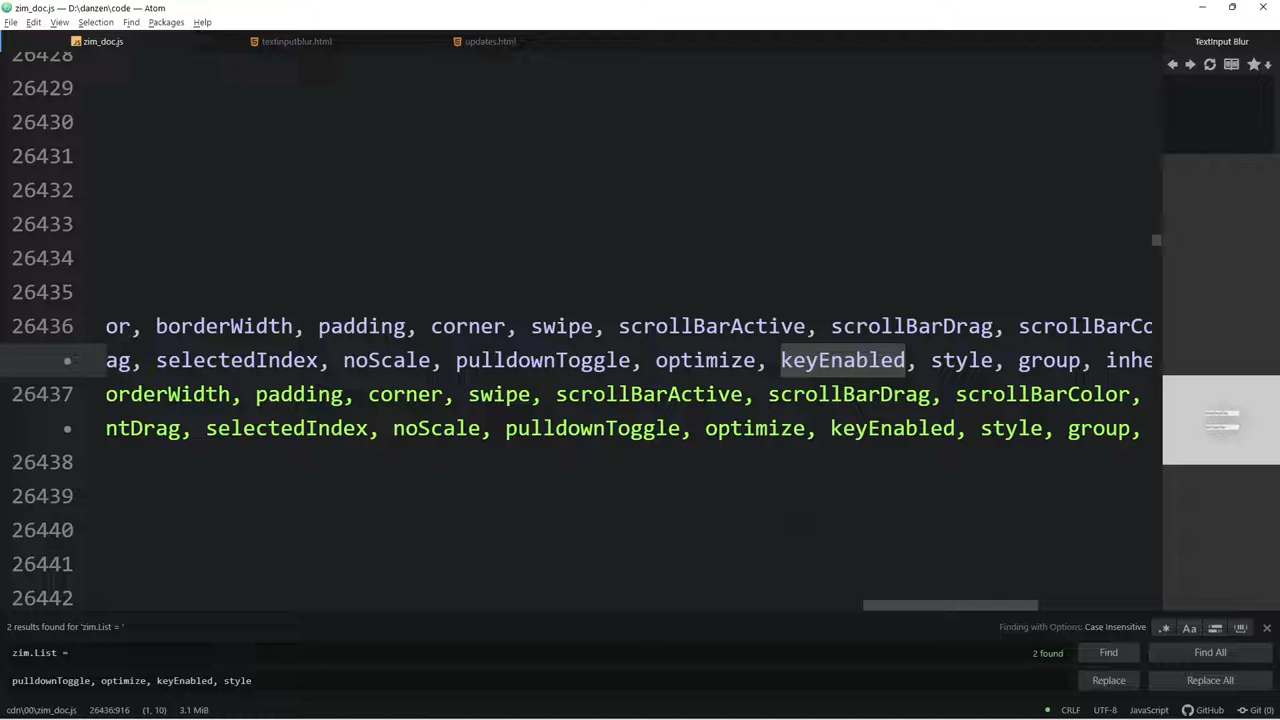 zim_doc.js — D:\danzen\code — Atom
File Edit View Selection Find Packages Help
zim_doc.js textinputblur.html updates.html TextInput Blur
26428
26429
26430
26431
26432
26433
26434
26435
26436 or, borderWidth, padding, corner, swipe, scrollBarActive, scrollBarDrag, scrollBarCo
ag, selectedIndex, noScale, pulldownToggle, optimize, keyEnabled, style, group, inhe
26437 orderWidth, padding, corner, swipe, scrollBarActive, scrollBarDrag, scrollBarColor,
ntDrag, selectedIndex, noScale, pulldownToggle, optimize, keyEnabled, style, group,
26438
26439
26440
26441
26442
2 results found for 'zim.List = ' Finding with Options: Case Insensitive .* Aa
zim.List = 2 found Find Find All
pulldownToggle, optimize, keyEnabled, style Replace Replace All
cdn\00\zim_doc.js 26436:916 (1, 10) 3.1 MiB CRLF UTF-8 JavaScript GitHub Git (0)